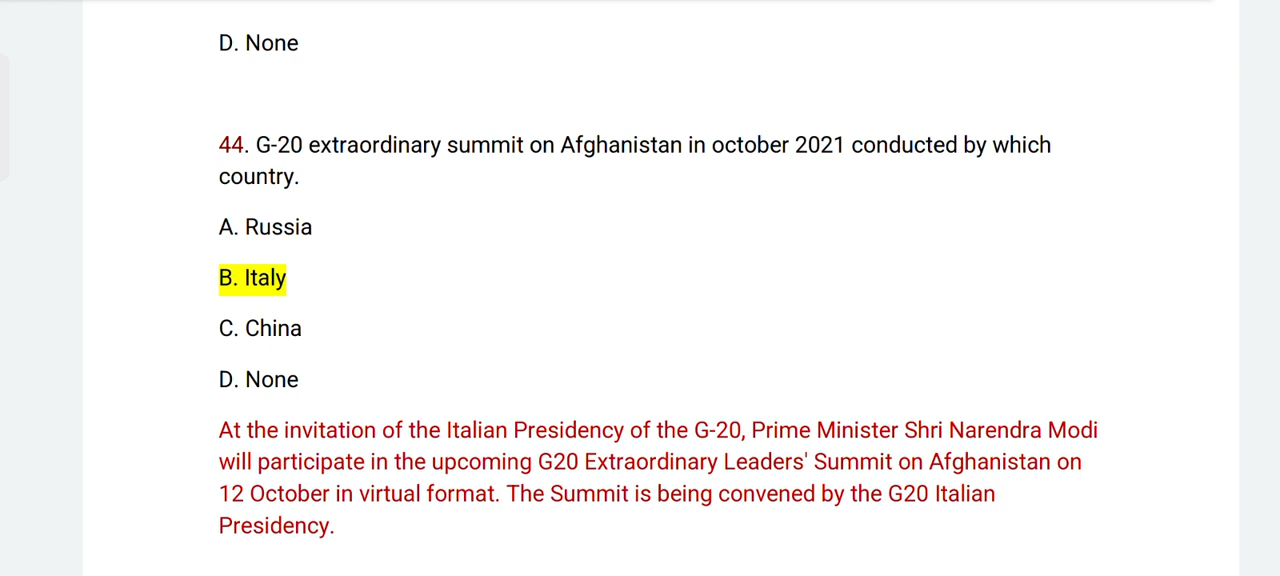 D. None
44. G-20 extraordinary summit on Afghanistan in october 2021 conducted by which
country.
A. Russia
B. Italy
C. China
D. None
At the invitation of the Italian Presidency of the G-20, Prime Minister Shri Narendra Modi
will participate in the upcoming G20 Extraordinary Leaders' Summit on Afghanistan on
12 October in virtual format. The Summit is being convened by the G20 Italian
Presidency.